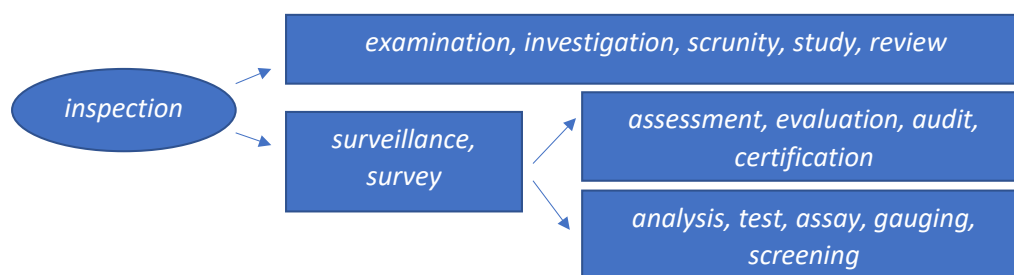 examination, investigation, scrunity, study, review
inspection
surveillance,
survey
assessment, evaluation, audit,
certification
analysis, test, assay, gauging,
screening